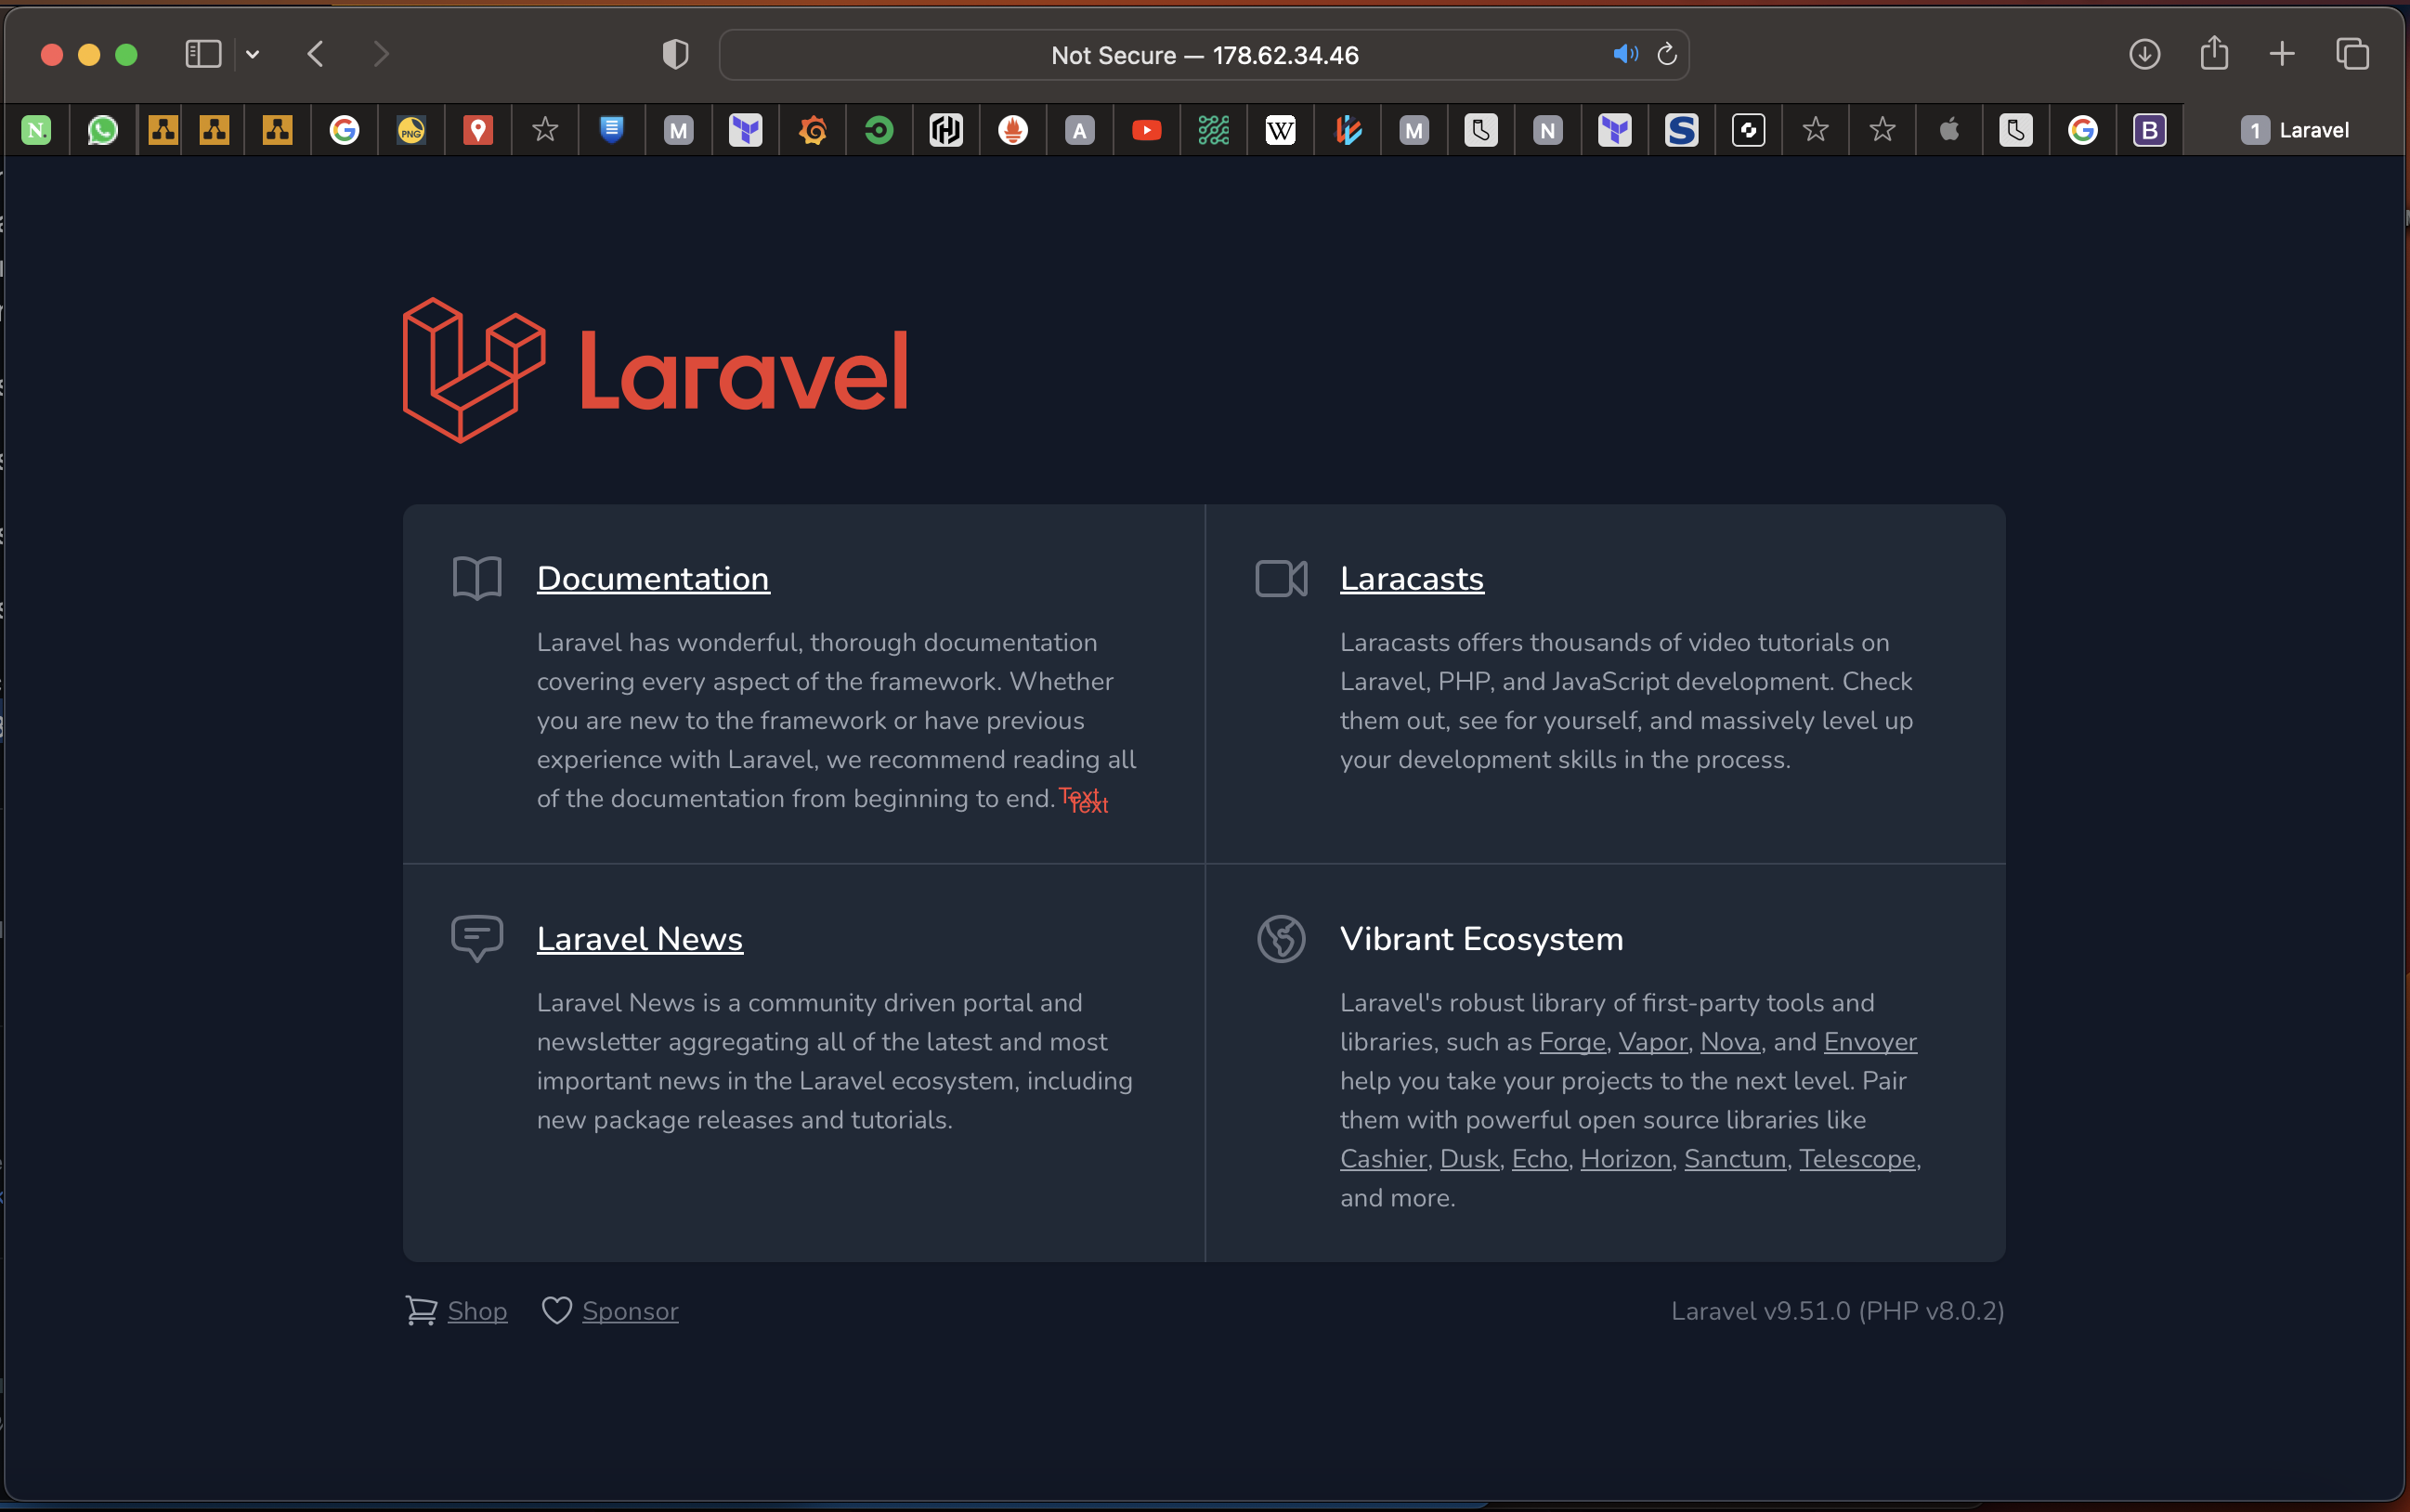 Not Secure — 178.62.34.46
N. PNG M A W M N S B 1 Laravel
Laravel
Documentation
Laravel has wonderful, thorough documentation
covering every aspect of the framework. Whether
you are new to the framework or have previous
experience with Laravel, we recommend reading all
of the documentation from beginning to end. Text
Text
Laracasts
Laracasts offers thousands of video tutorials on
Laravel, PHP, and JavaScript development. Check
them out, see for yourself, and massively level up
your development skills in the process.
Laravel News
Laravel News is a community driven portal and
newsletter aggregating all of the latest and most
important news in the Laravel ecosystem, including
new package releases and tutorials.
Vibrant Ecosystem
Laravel's robust library of first-party tools and
libraries, such as Forge, Vapor, Nova, and Envoyer
help you take your projects to the next level. Pair
them with powerful open source libraries like
Cashier, Dusk, Echo, Horizon, Sanctum, Telescope,
and more.
Shop Sponsor
Laravel v9.51.0 (PHP v8.0.2)